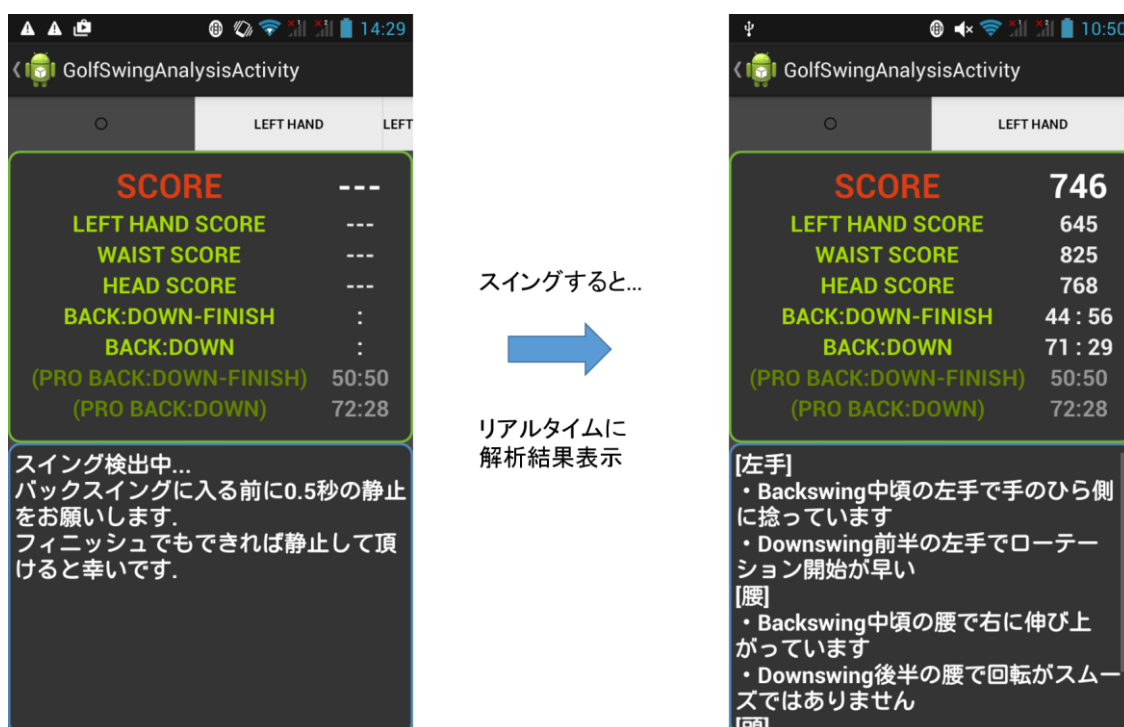 14:29
GolfSwingAnalysisActivity
○ LEFT HAND LEFT
SCORE ---
LEFT HAND SCORE ---
WAIST SCORE ---
HEAD SCORE ---
BACK:DOWN-FINISH :
BACK:DOWN :
(PRO BACK:DOWN-FINISH) 50:50
(PRO BACK:DOWN) 72:28
スイング検出中...
バックスイングに入る前に0.5秒の静止
をお願いします.
フィニッシュでもできれば静止して頂
けると幸いです.
スイングすると...
リアルタイムに
解析結果表示
10:50
GolfSwingAnalysisActivity
○ LEFT HAND
SCORE 746
LEFT HAND SCORE 645
WAIST SCORE 825
HEAD SCORE 768
BACK:DOWN-FINISH 44 : 56
BACK:DOWN 71 : 29
(PRO BACK:DOWN-FINISH) 50:50
(PRO BACK:DOWN) 72:28
[左手]
・Backswing中頃の左手で手のひら側
に捻っています
・Downswing前半の左手でローテー
ション開始が早い
[腰]
・Backswing中頃の腰で右に伸び上
がっています
・Downswing後半の腰で回転がスムー
ズではありません
[頭]